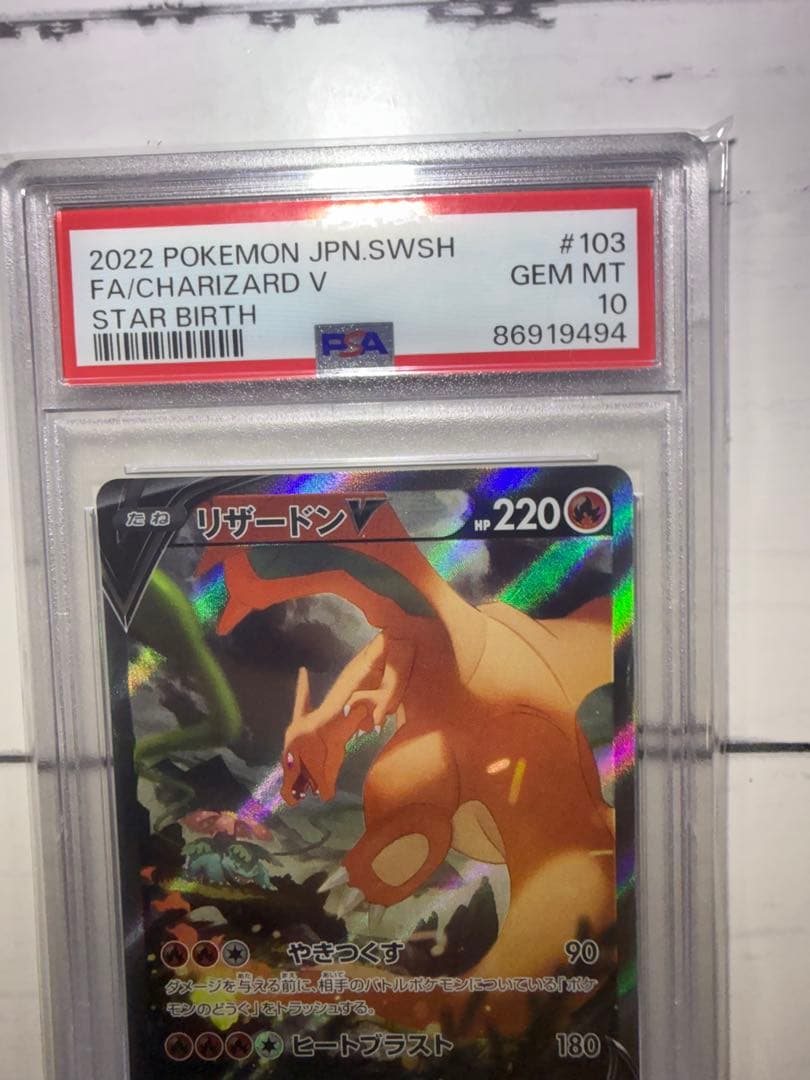 2022 POKEMON JPN.SWSH #103
FA/CHARIZARD V GEM MT
STAR BIRTH 10
PSA 86919494
たね リザードンV HP 220
やきつくす 90
ダメージを与える前に、相手のバトルポケモンについている「ポケ
モンのどうぐ」をトラッシュする。
ヒートブラスト 180